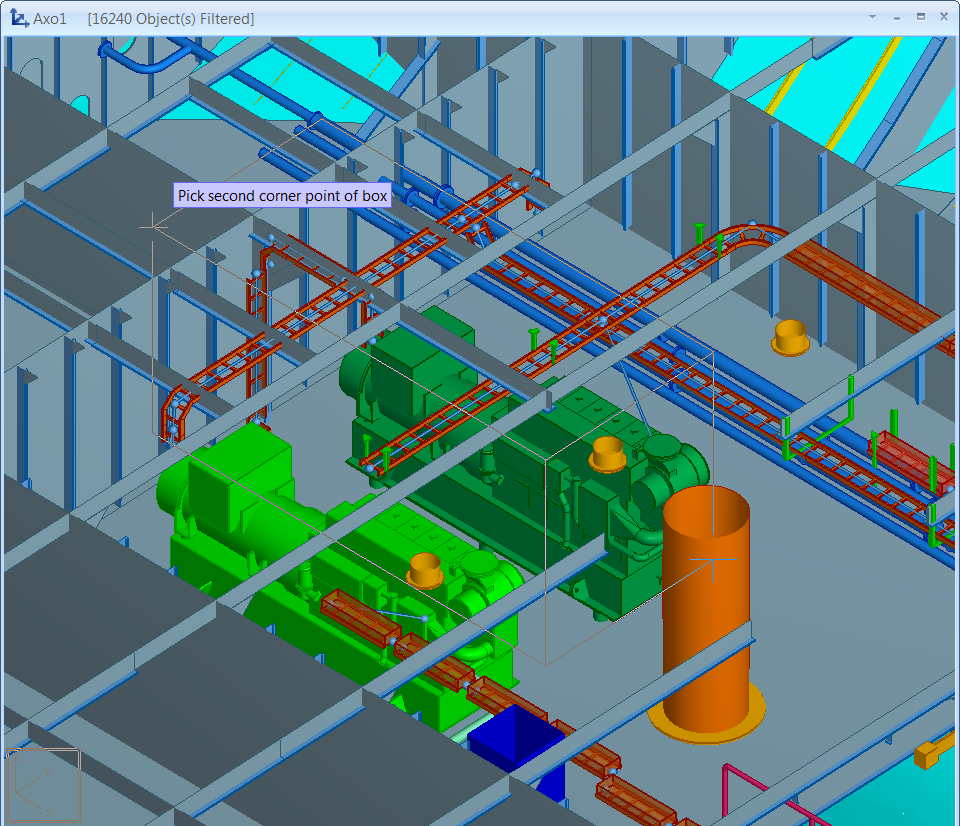 Axo1 [16240 Object(s) Filtered]
Pick second corner point of box